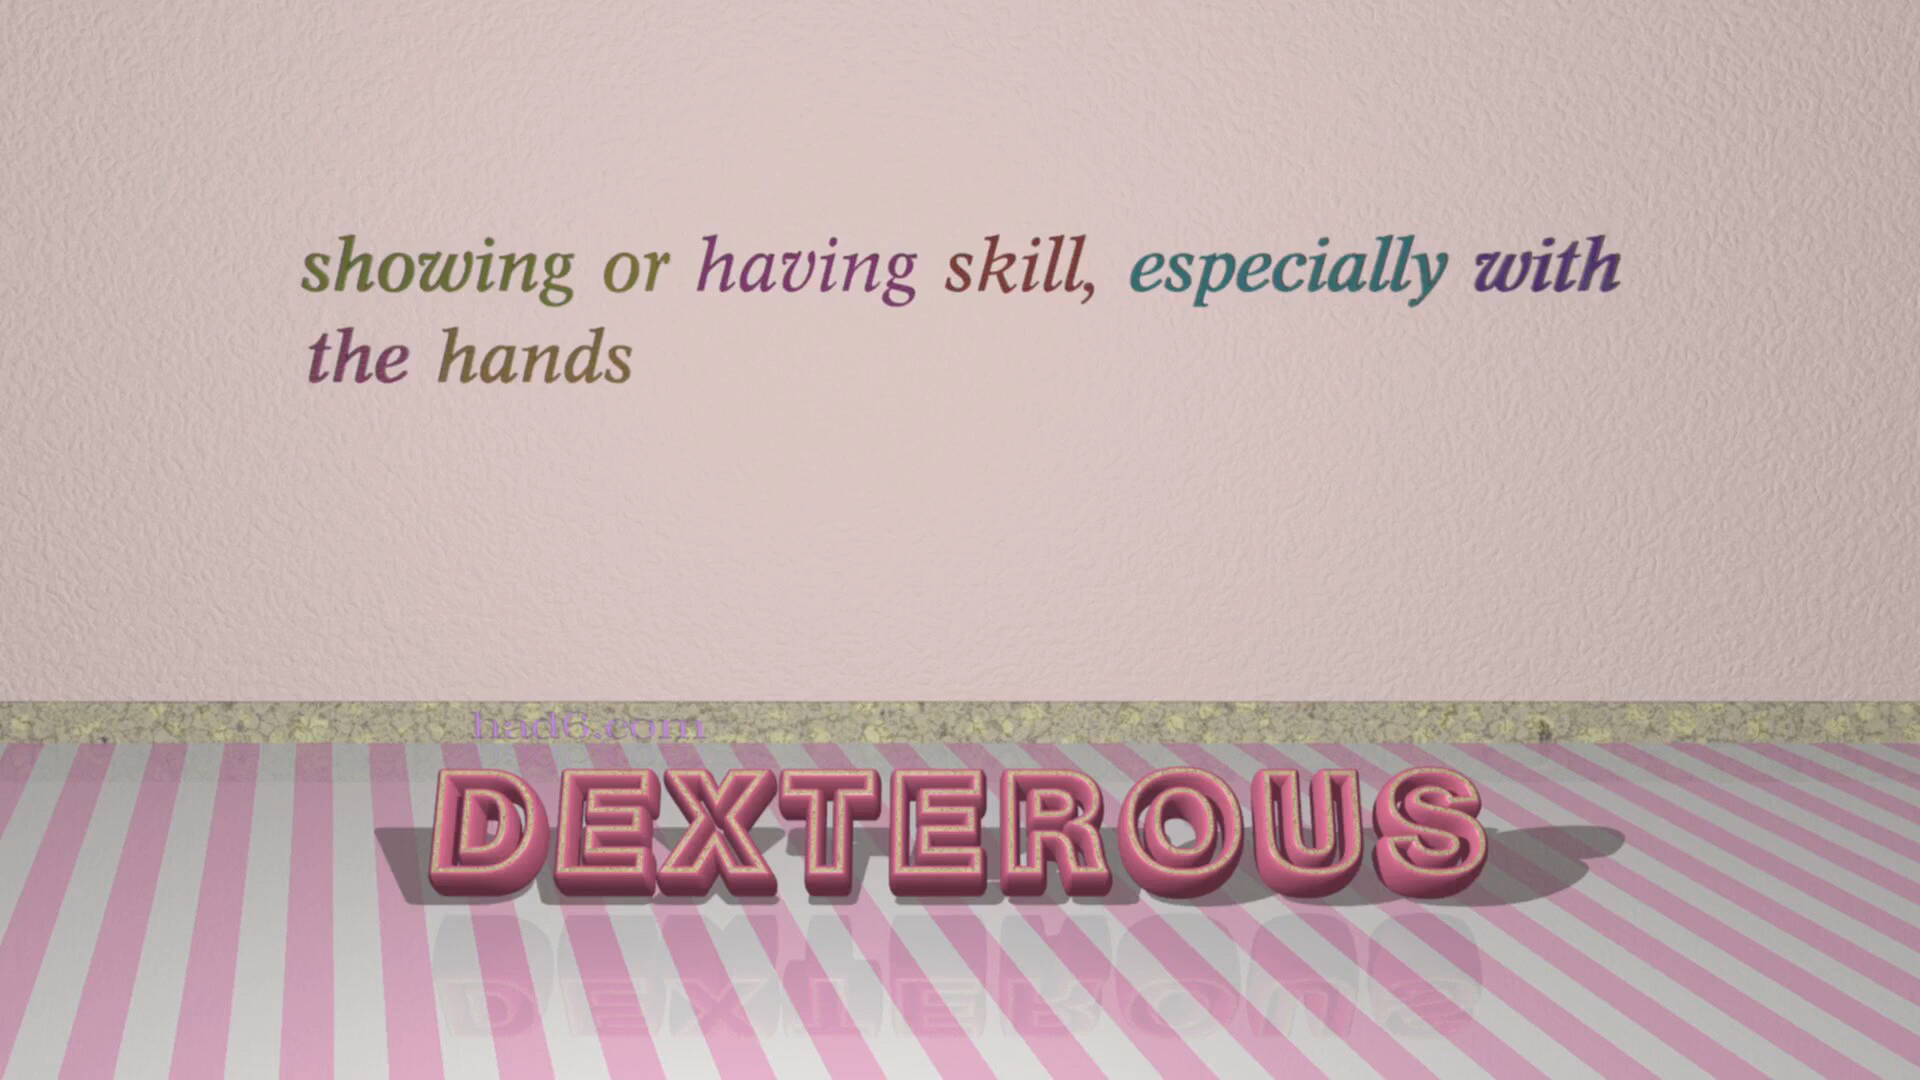 showing or having skill, especially with
the hands
had6.com
DEXTEROUS